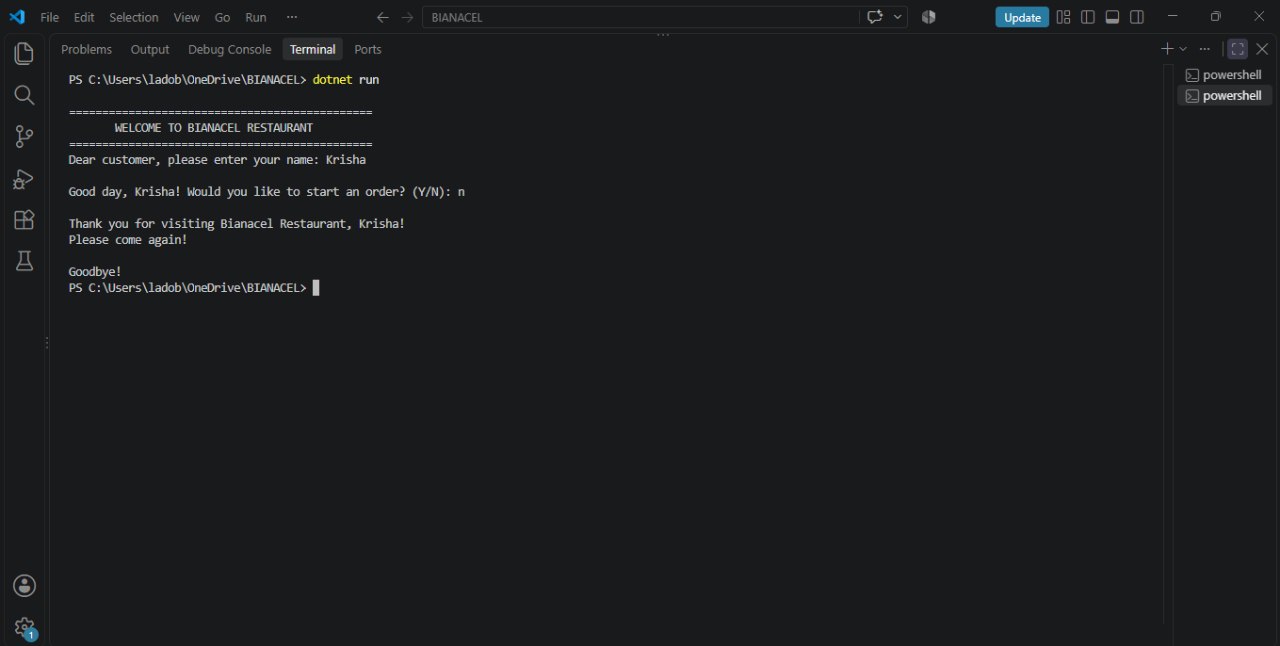 File Edit Selection View Go Run ··· BIANACEL Update
Problems Output Debug Console Terminal Ports
powershell
powershell
PS C:\Users\ladob\OneDrive\BIANACEL> dotnet run
==============================================
WELCOME TO BIANACEL RESTAURANT
==============================================
Dear customer, please enter your name: Krisha
Good day, Krisha! Would you like to start an order? (Y/N): n
Thank you for visiting Bianacel Restaurant, Krisha!
Please come again!
Goodbye!
PS C:\Users\ladob\OneDrive\BIANACEL>
1